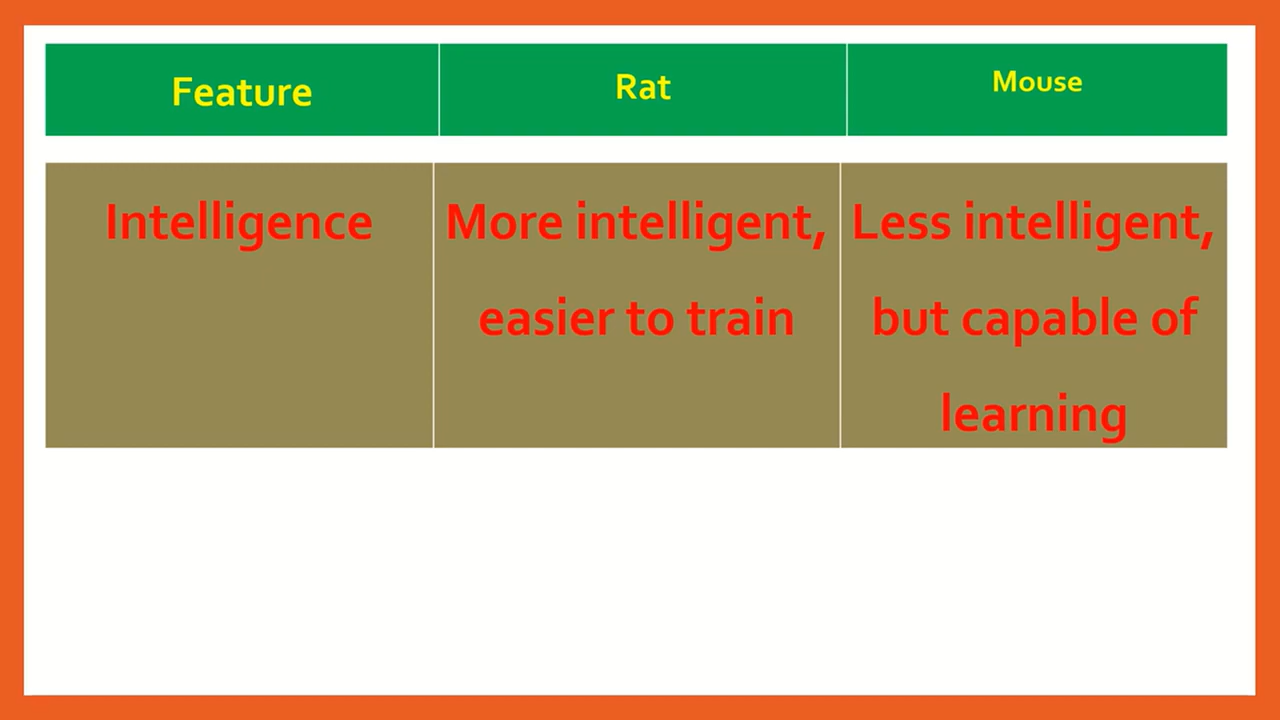 Feature Rat Mouse
Intelligence More intelligent, Less intelligent,
easier to train but capable of
learning